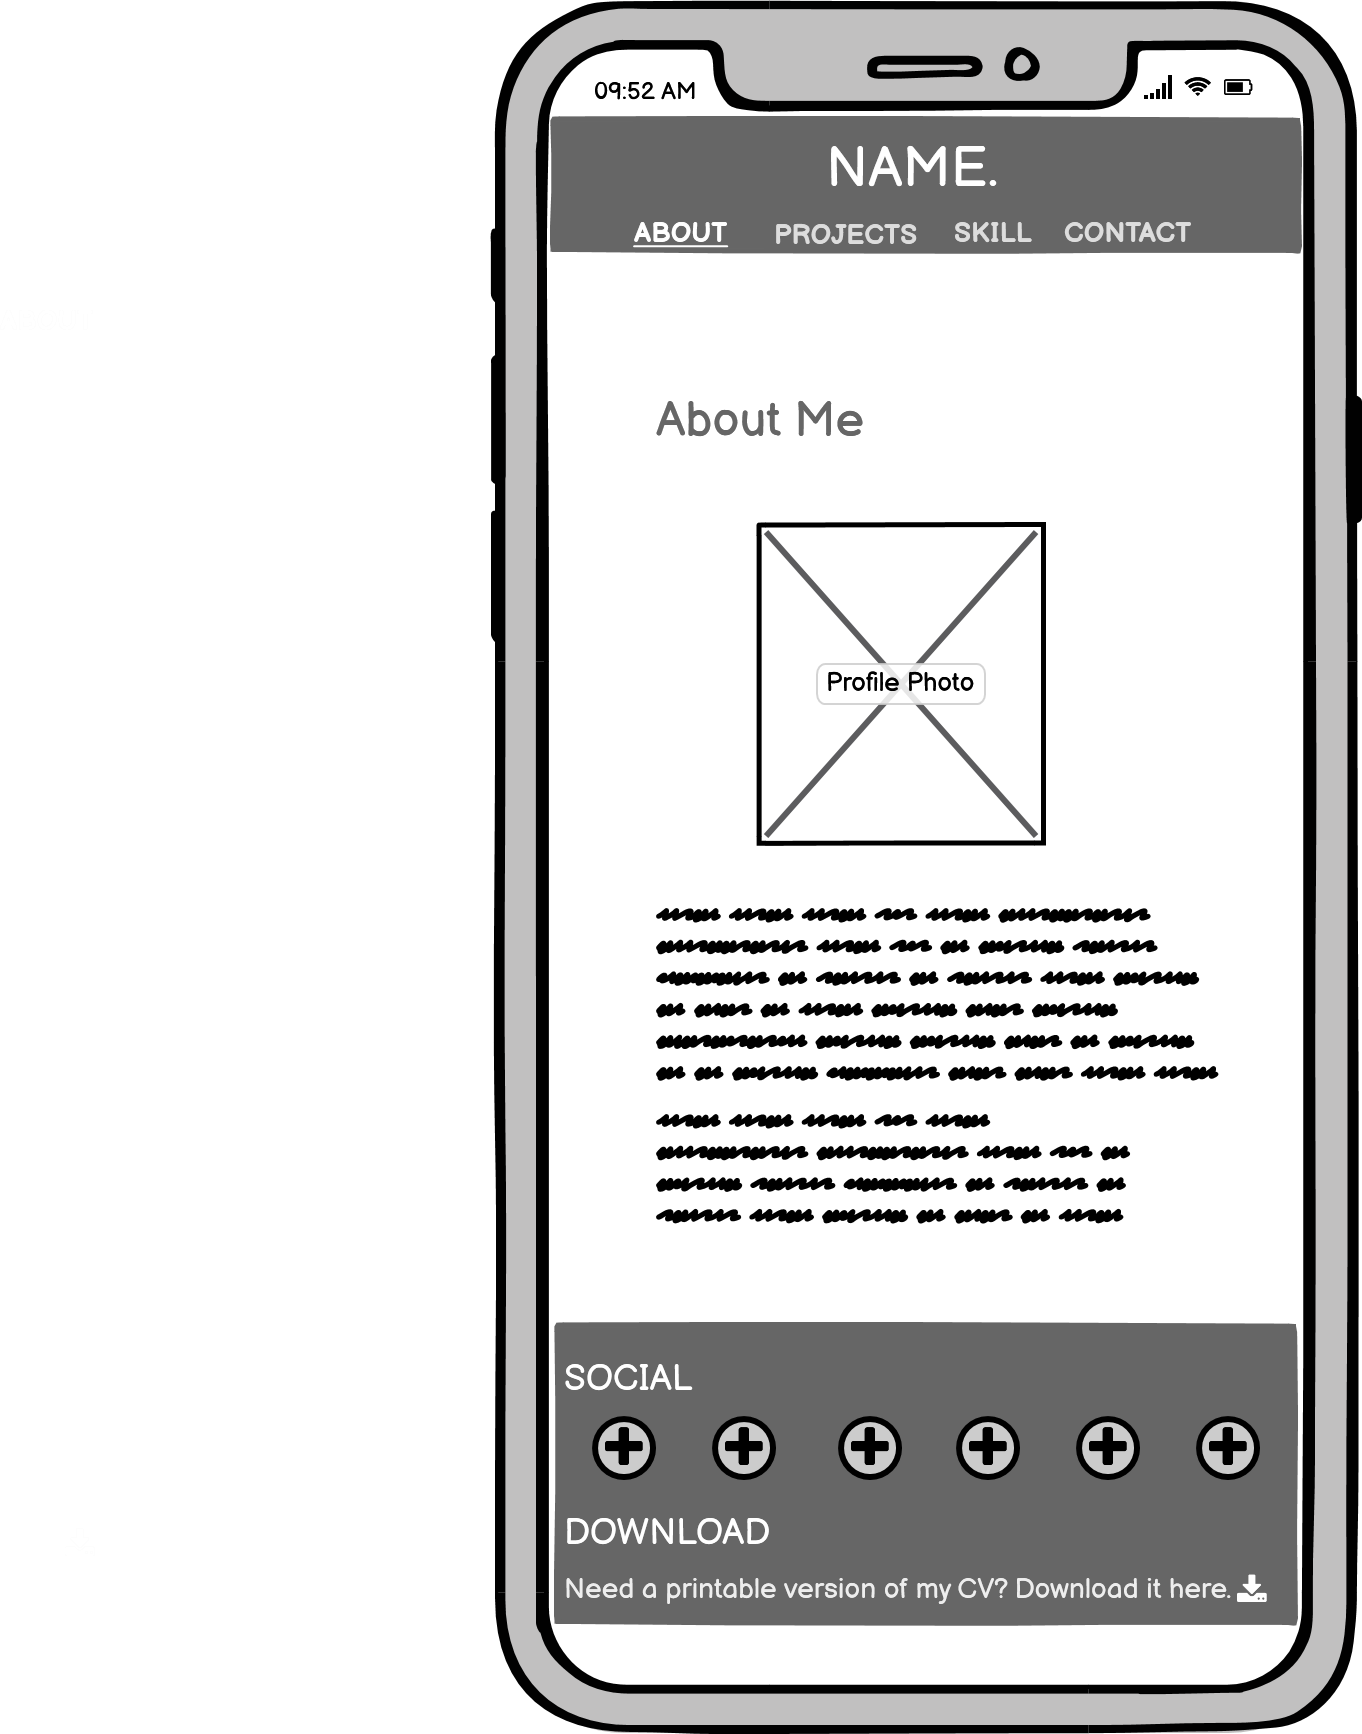 09:52 AM
NAME.
ABOUT PROJECTS SKILL CONTACT
About Me
Profile Photo
SOCIAL
DOWNLOAD
Need a printable version of my CV? Download it here.